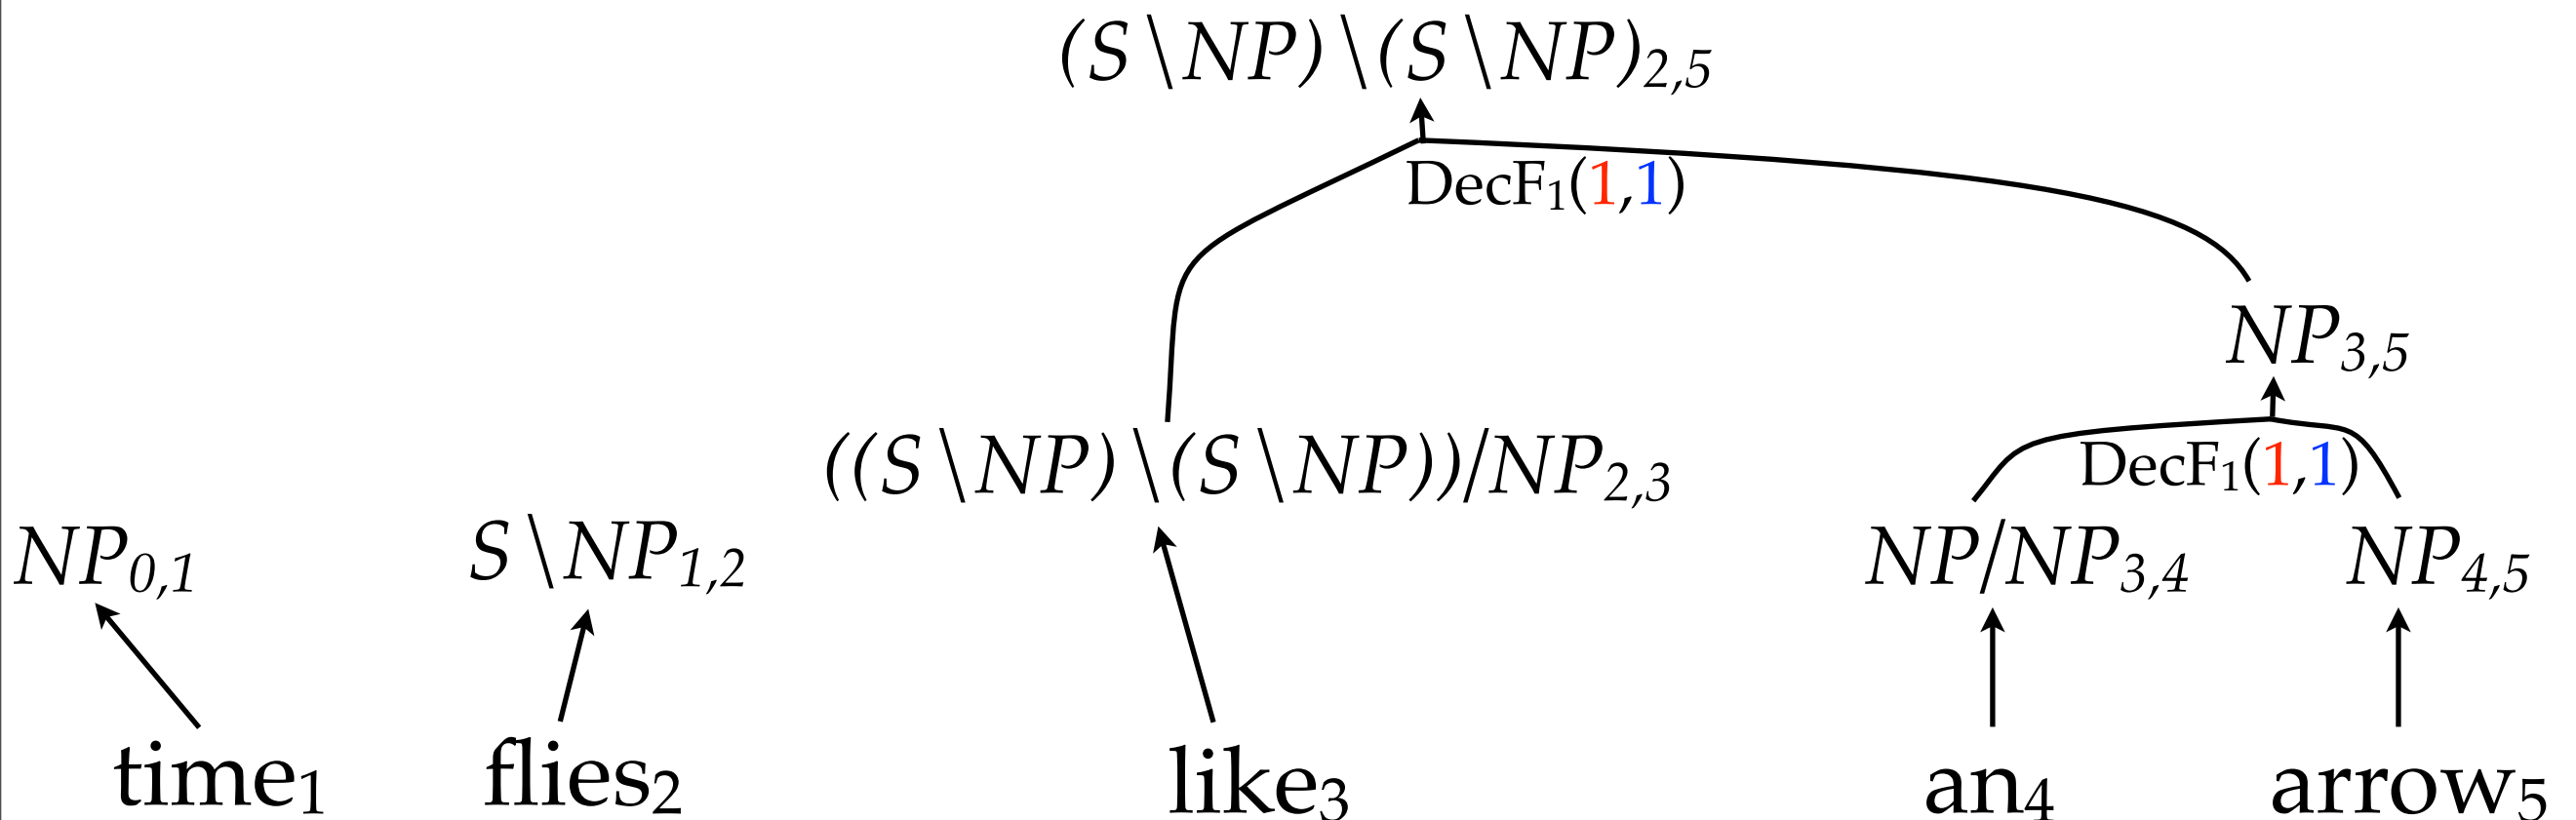 (S\NP)\(S\NP)2,5
DecF1(1,1)
NP3,5
((S\NP)\(S\NP))/NP2,3
DecF1(1,1)
NP0,1 S\NP1,2 NP/NP3,4 NP4,5
time1 flies2 like3 an4 arrow5